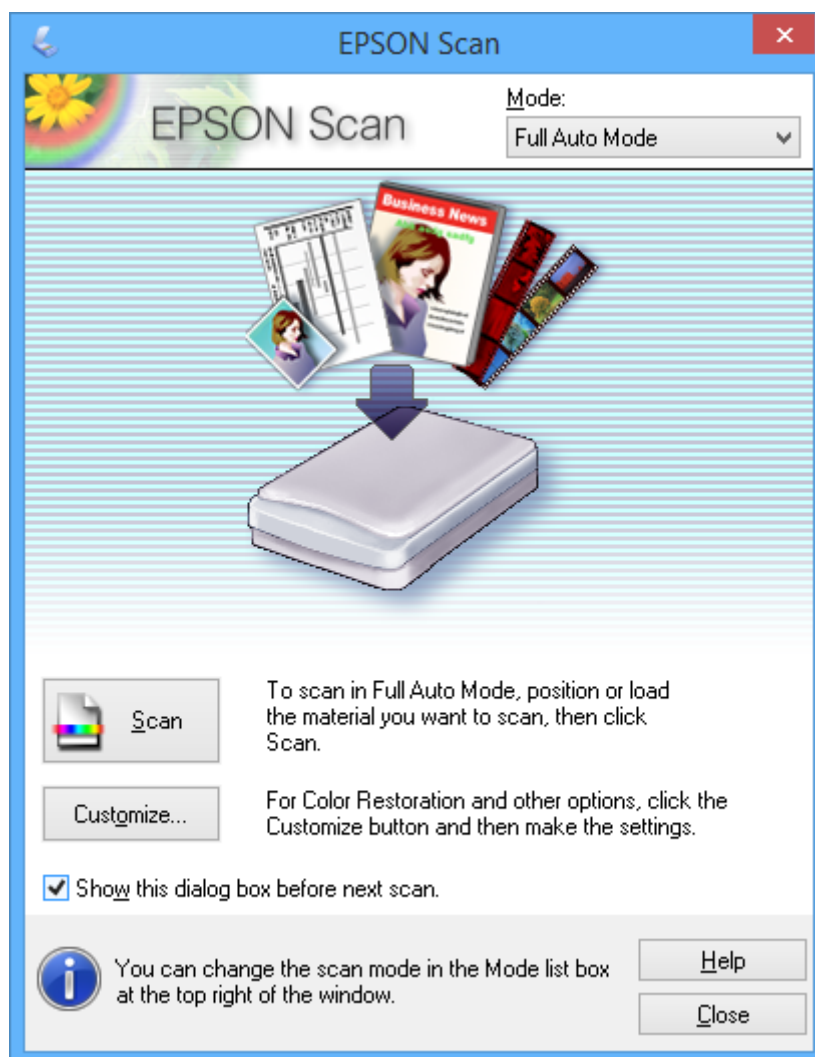 EPSON Scan
EPSON Scan
Mode:
Full Auto Mode
Business News
Scan
To scan in Full Auto Mode, position or load
the material you want to scan, then click
Scan.
Customize...
For Color Restoration and other options, click the
Customize button and then make the settings.
Show this dialog box before next scan.
You can change the scan mode in the Mode list box
at the top right of the window.
Help
Close